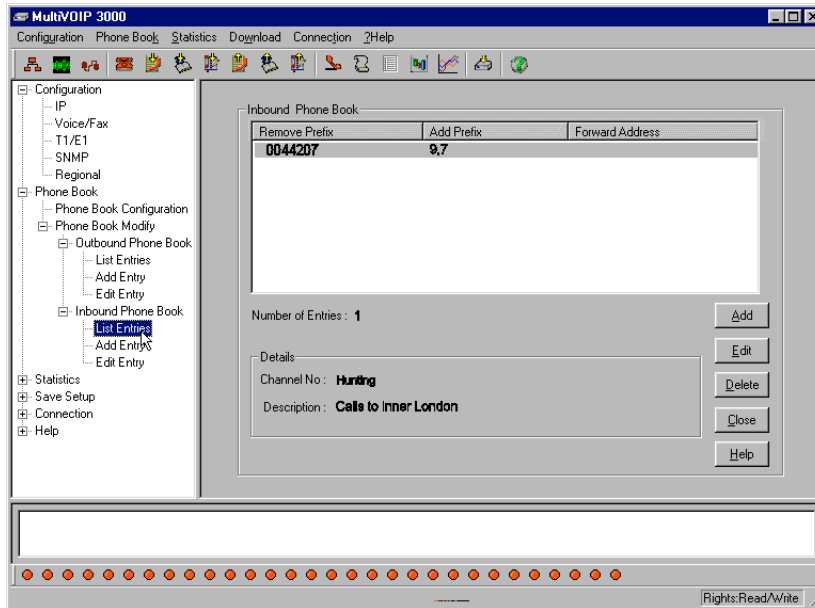 MultiVOIP 3000
Configuration Phone Book Statistics Download Connection ?Help
Configuration
IP
Voice/Fax
T1/E1
SNMP
Regional
Phone Book
Phone Book Configuration
Phone Book Modify
Outbound Phone Book
List Entries
Add Entry
Edit Entry
Inbound Phone Book
List Entries
Add Entry
Edit Entry
Statistics
Save Setup
Connection
Help
Inbound Phone Book
Remove Prefix Add Prefix Forward Address
0044207 9,7
Number of Entries : 1
Details
Channel No : Hunting
Description : Calls to Inner London
Add
Edit
Delete
Close
Help
Rights:Read/Write